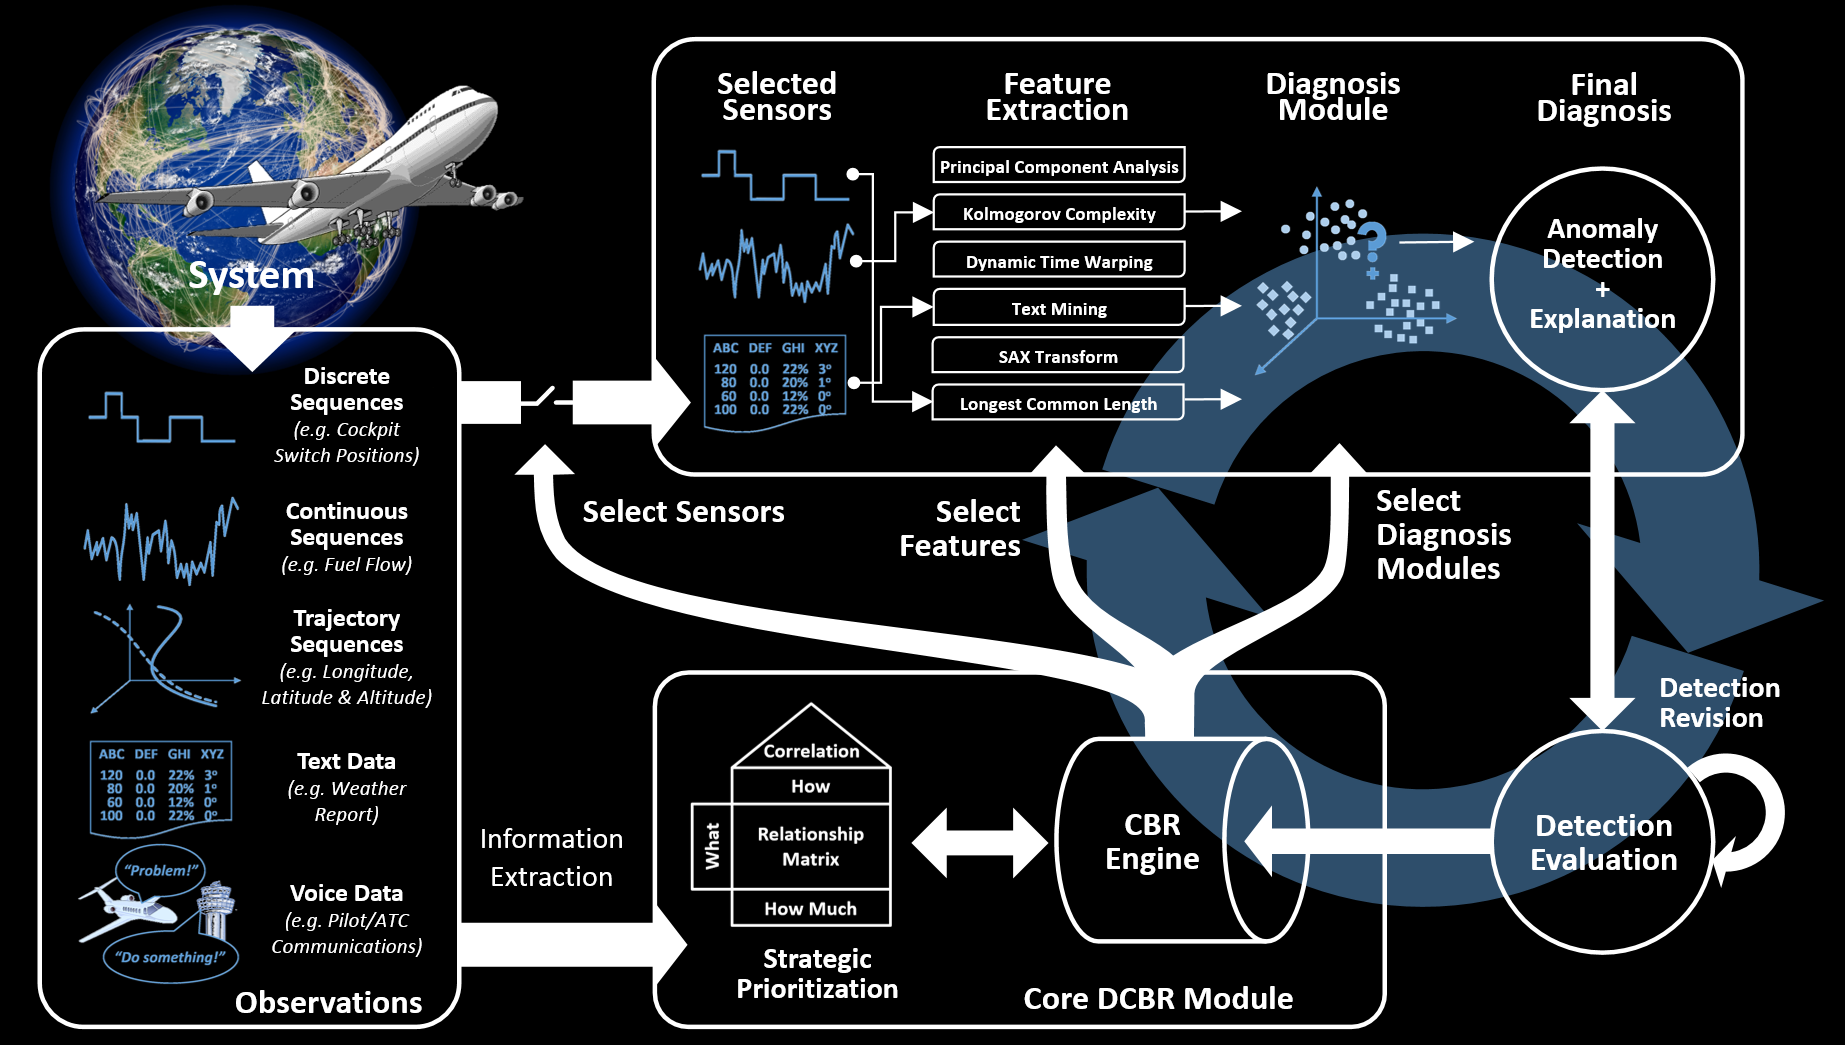 System
Discrete
Sequences
(e.g. Cockpit
Switch Positions)
Continuous
Sequences
(e.g. Fuel Flow)
Trajectory
Sequences
(e.g. Longitude,
Latitude & Altitude)
ABC DEF GHI XYZ
120 0.0 22% 3°
80 0.0 20% 1°
60 0.0 12% 0°
100 0.0 22% 0°
Text Data
(e.g. Weather
Report)
"Problem!"
"Do something!"
Voice Data
(e.g. Pilot/ATC
Communications)
Observations
Selected
Sensors
ABC DEF GHI XYZ
120 0.0 22% 3°
80 0.0 20% 1°
60 0.0 12% 0°
100 0.0 22% 0°
Feature
Extraction
Principal Component Analysis
Kolmogorov Complexity
Dynamic Time Warping
Text Mining
SAX Transform
Longest Common Length
Diagnosis
Module
?
Final
Diagnosis
Anomaly
Detection
+
Explanation
Select Sensors
Select
Features
Select
Diagnosis
Modules
Detection
Revision
Information
Extraction
Correlation
How
What
Relationship
Matrix
How Much
Strategic
Prioritization
CBR
Engine
Core DCBR Module
Detection
Evaluation